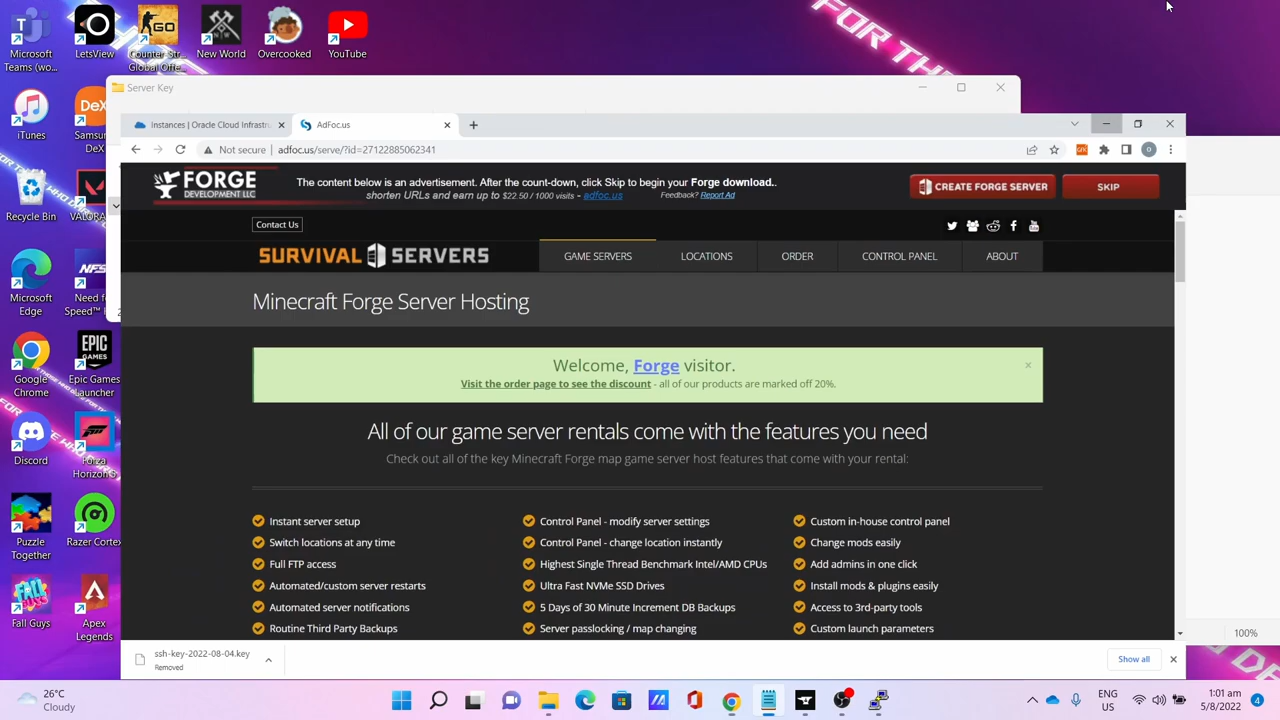 FOR THE
FOR TH
Microsoft
Teams (wo...
LetsView
Counter-Str...
Global Offe...
New World
Overcooked
YouTube
iTunes
Samsu
DeX
Recycle Bin
VALORA
Microsoft
Edge
Need fo
Speed™
Google
Chrome
Epic Games
Launcher
Discord
Forza
Horizon 5
Puzzle
Together
Razer Cortex
Fall Guys
Apex
Legends
Server Key
Instances | Oracle Cloud Infrastru
AdFoc.us
Not secure
adfoc.us/serve/?id=27122885062341
FORGE
DEVELOPMENT LLC
The content below is an advertisement. After the count-down, click Skip to begin your Forge download..
shorten URLs and earn up to $22.50 / 1000 visits - adfoc.us
Feedback? Report Ad
CREATE FORGE SERVER
SKIP
Contact Us
SURVIVAL SERVERS
GAME SERVERS
LOCATIONS
ORDER
CONTROL PANEL
ABOUT
Minecraft Forge Server Hosting
Welcome, Forge visitor.
Visit the order page to see the discount - all of our products are marked off 20%.
All of our game server rentals come with the features you need
Check out all of the key Minecraft Forge map game server host features that come with your rental:
Instant server setup
Control Panel - modify server settings
Custom in-house control panel
Switch locations at any time
Control Panel - change location instantly
Change mods easily
Full FTP access
Highest Single Thread Benchmark Intel/AMD CPUs
Add admins in one click
Automated/custom server restarts
Ultra Fast NVMe SSD Drives
Install mods & plugins easily
Automated server notifications
5 Days of 30 Minute Increment DB Backups
Access to 3rd-party tools
Routine Third Party Backups
Server passlocking / map changing
Custom launch parameters
100%
ssh-key-2022-08-04.key
Removed
Show all
26°C
Cloudy
ENG
US
1:01 am
5/8/2022
4